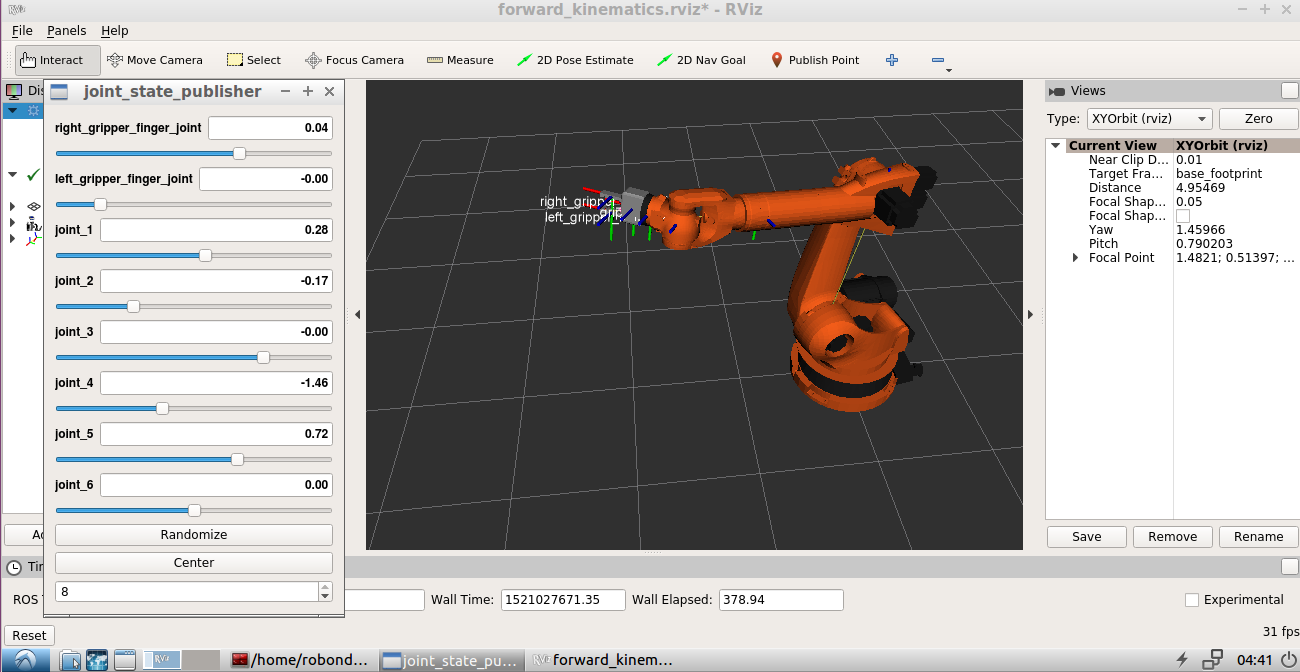 forward_kinematics.rviz* - RViz
File Panels Help
Interact Move Camera Select Focus Camera Measure 2D Pose Estimate 2D Nav Goal Publish Point
joint_state_publisher
right_gripper_finger_joint 0.04
left_gripper_finger_joint -0.00
joint_1 0.28
joint_2 -0.17
joint_3 -0.00
joint_4 -1.46
joint_5 0.72
joint_6 0.00
Randomize
Center
8
right_gripper
left_gripper
Views
Type: XYOrbit (rviz) Zero
Current View XYOrbit (rviz)
Near Clip D... 0.01
Target Fra... base_footprint
Distance 4.95469
Focal Shap... 0.05
Focal Shap...
Yaw 1.45966
Pitch 0.790203
Focal Point 1.4821; 0.51397; ...
Save Remove Rename
ROS Wall Time: 1521027671.35 Wall Elapsed: 378.94 Experimental
Reset 31 fps
/home/robond... joint_state_pu... forward_kinem... 04:41